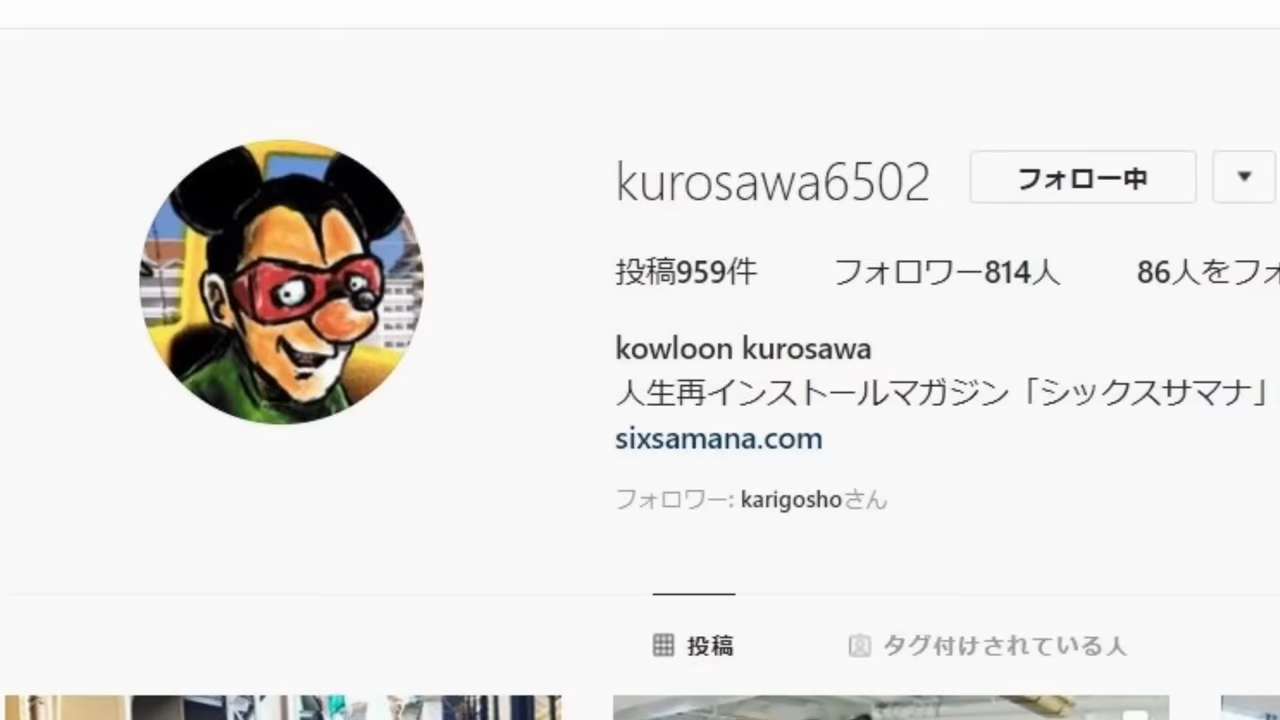 kurosawa6502 フォロー中
投稿959件 フォロワー814人 86人をフォ
kowloon kurosawa
人生再インストールマガジン「シックスサマナ」
sixsamana.com
フォロワー: karigoshoさん
投稿 タグ付けされている人